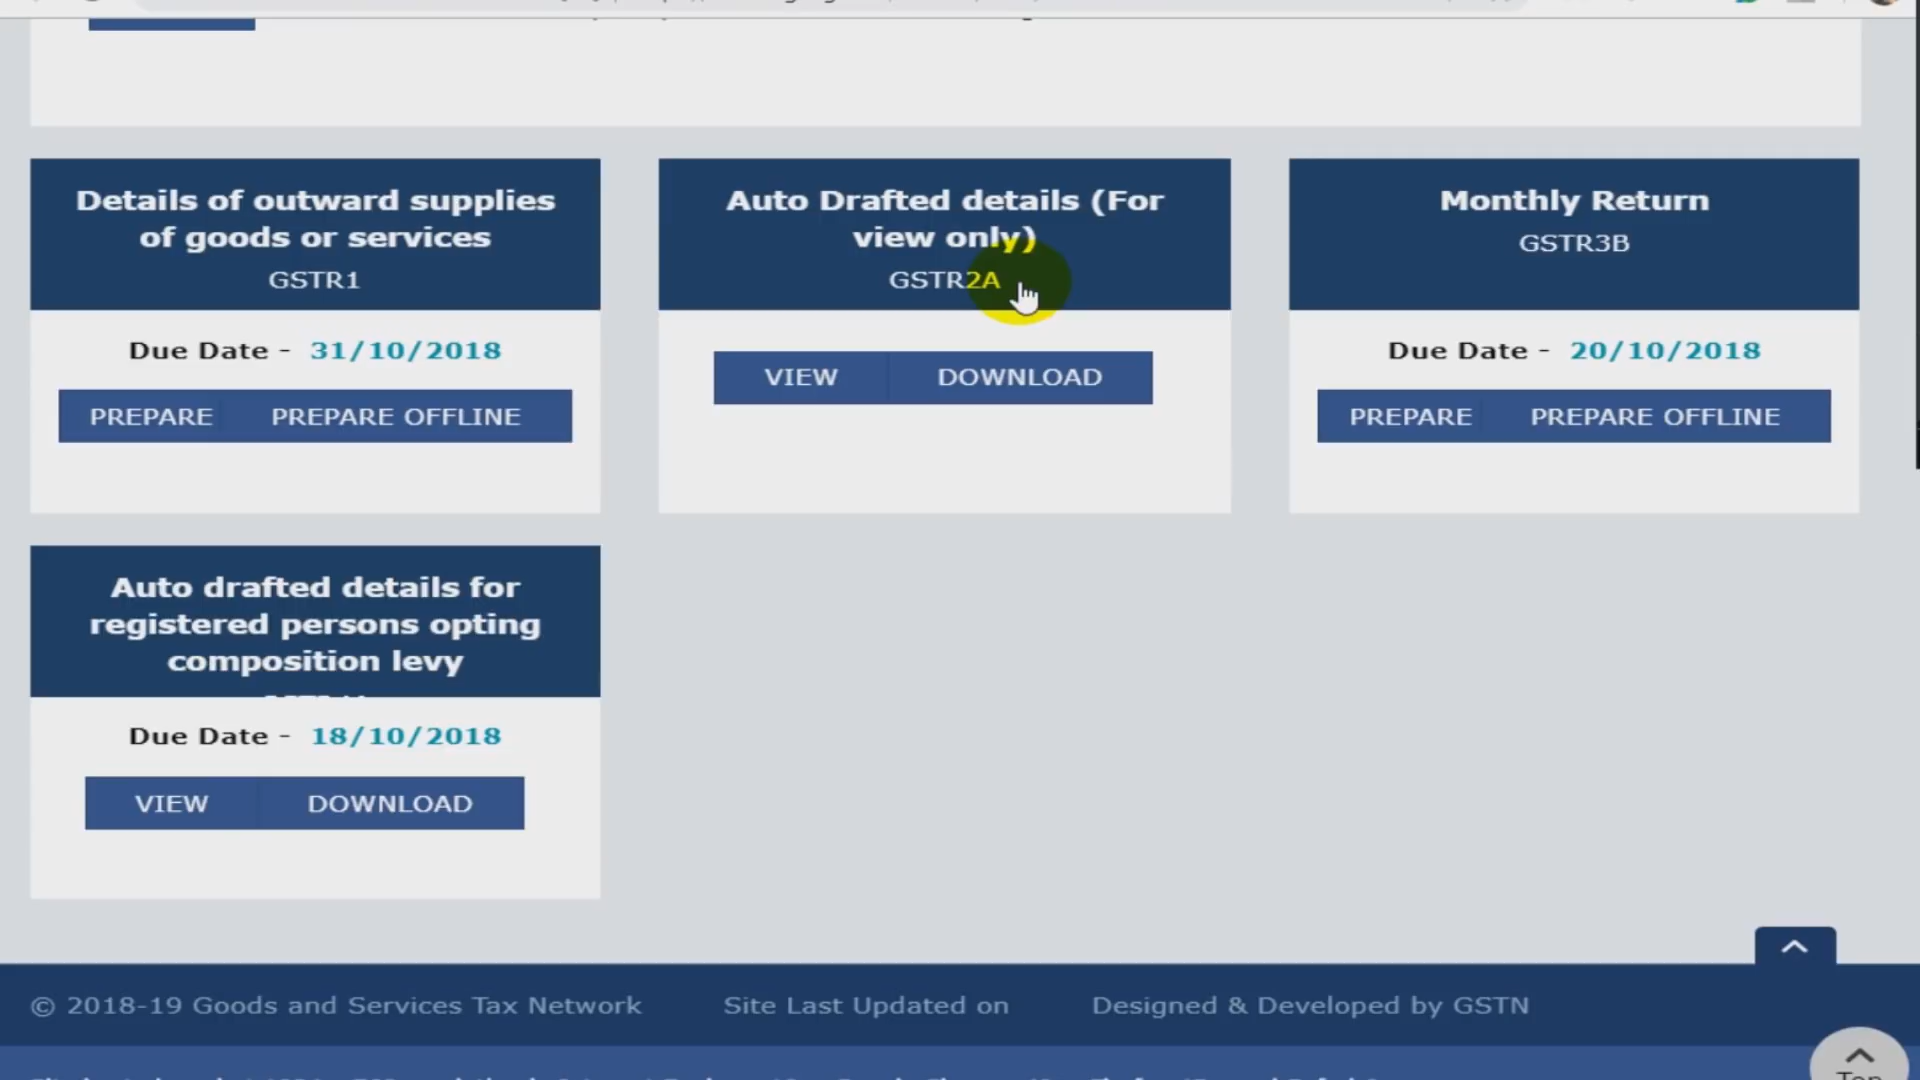 Details of outward supplies
of goods or services
GSTR1
Due Date - 31/10/2018
PREPARE PREPARE OFFLINE
Auto Drafted details (For
view only)
GSTR2A
VIEW DOWNLOAD
Monthly Return
GSTR3B
Due Date - 20/10/2018
PREPARE PREPARE OFFLINE
Auto drafted details for
registered persons opting
composition levy
Due Date - 18/10/2018
VIEW DOWNLOAD
© 2018-19 Goods and Services Tax Network Site Last Updated on Designed & Developed by GSTN
Top